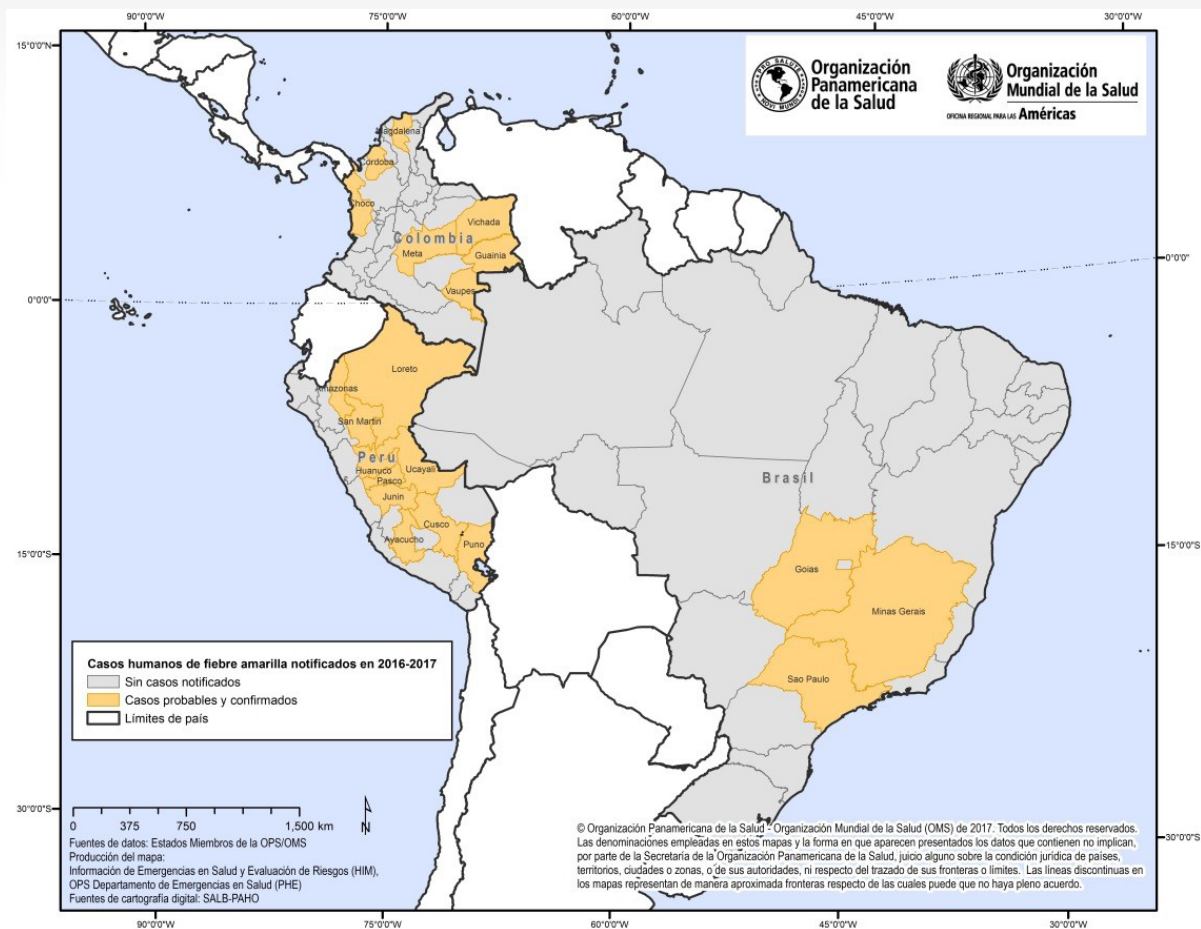 90°0'0"W 75°0'0"W 60°0'0"W 45°0'0"W 30°0'0"W
15°0'0"N
PRO SALUTE
NOVI MUNDI
Organización
Panamericana
de la Salud
Organización
Mundial de la Salud
OFICINA REGIONAL PARA LAS Américas
Magdalena
Cordoba
Choco
Vichada
Colombia
Meta
Guainia
Vaupes
0°0'0"
0°0'0"
Loreto
Amazonas
San Martin
Perú
Huanuco
Ucayali
Pasco
Junin
Cusco
Ayacucho
Puno
Brasil
15°0'0"S
15°0'0"S
Goias
Minas Gerais
Sao Paulo
Casos humanos de fiebre amarilla notificados en 2016-2017
Sin casos notificados
Casos probables y confirmados
Límites de país
30°0'0"S
30°0'0"S
0 375 750 1,500 km
N
Fuentes de datos: Estados Miembros de la OPS/OMS
Producción del mapa:
Información de Emergencias en Salud y Evaluación de Riesgos (HIM),
OPS Departamento de Emergencias en Salud (PHE)
Fuentes de cartografía digital: SALB-PAHO
© Organización Panamericana de la Salud - Organización Mundial de la Salud (OMS) de 2017. Todos los derechos reservados.
Las denominaciones empleadas en estos mapas y la forma en que aparecen presentados los datos que contienen no implican,
por parte de la Secretaría de la Organización Panamericana de la Salud, juicio alguno sobre la condición jurídica de países,
territorios, ciudades o zonas, o de sus autoridades, ni respecto del trazado de sus fronteras o límites. Las líneas discontinuas en
los mapas representan de manera aproximada fronteras respecto de las cuales puede que no haya pleno acuerdo.
90°0'0"W 75°0'0"W 60°0'0"W 45°0'0"W 30°0'0"W